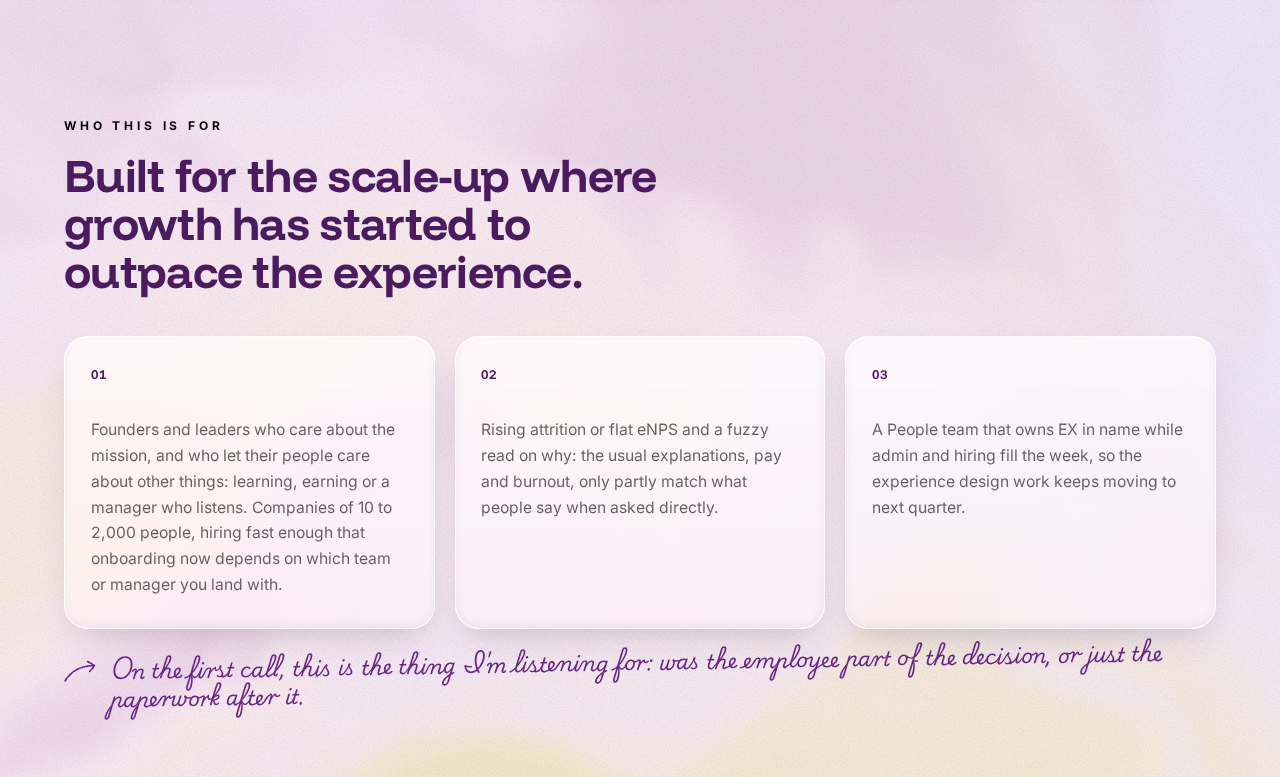 WHO THIS IS FOR
Built for the scale-up where
growth has started to
outpace the experience.
01
Founders and leaders who care about the
mission, and who let their people care
about other things: learning, earning or a
manager who listens. Companies of 10 to
2,000 people, hiring fast enough that
onboarding now depends on which team
or manager you land with.
02
Rising attrition or flat eNPS and a fuzzy
read on why: the usual explanations, pay
and burnout, only partly match what
people say when asked directly.
03
A People team that owns EX in name while
admin and hiring fill the week, so the
experience design work keeps moving to
next quarter.
On the first call, this is the thing I'm listening for: was the employee part of the decision, or just the
paperwork after it.